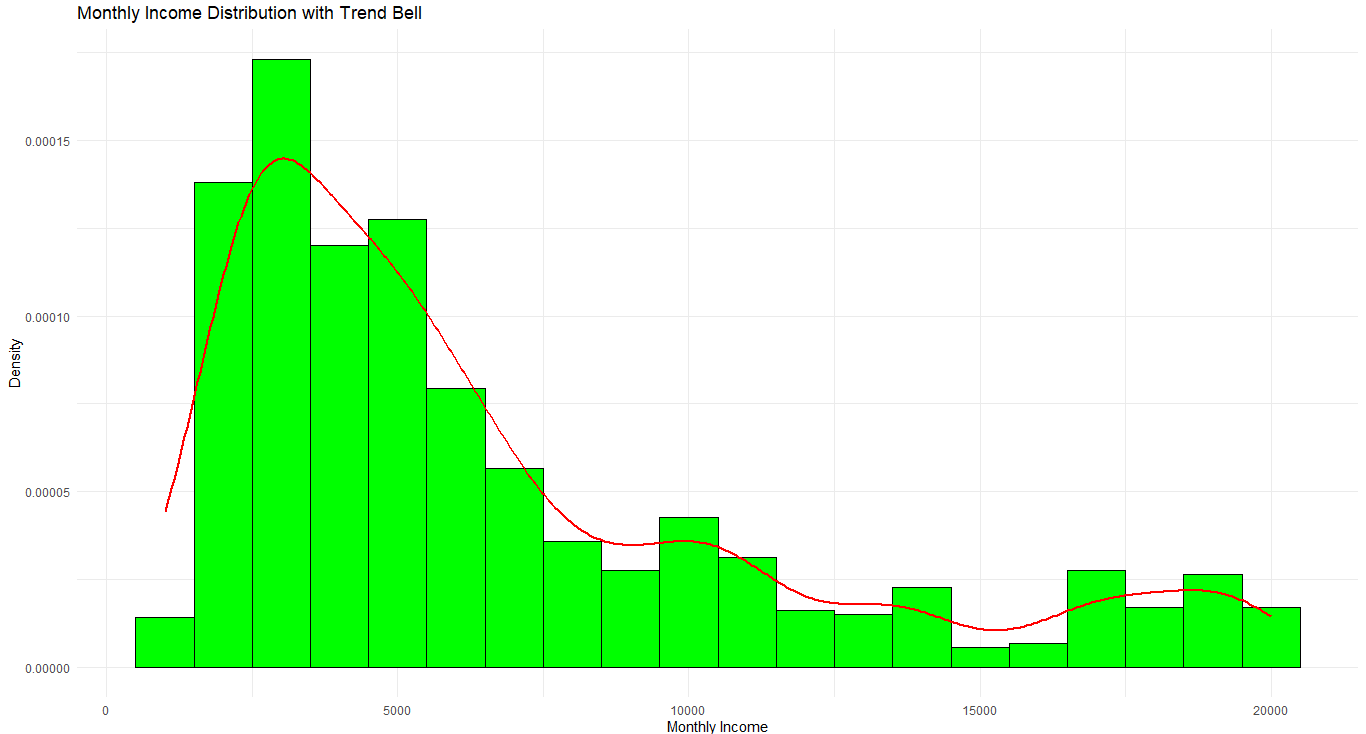 Monthly Income Distribution with Trend Bell
0.00015
0.00010
0.00005
0.00000
Density
0 5000 10000 15000 20000
Monthly Income